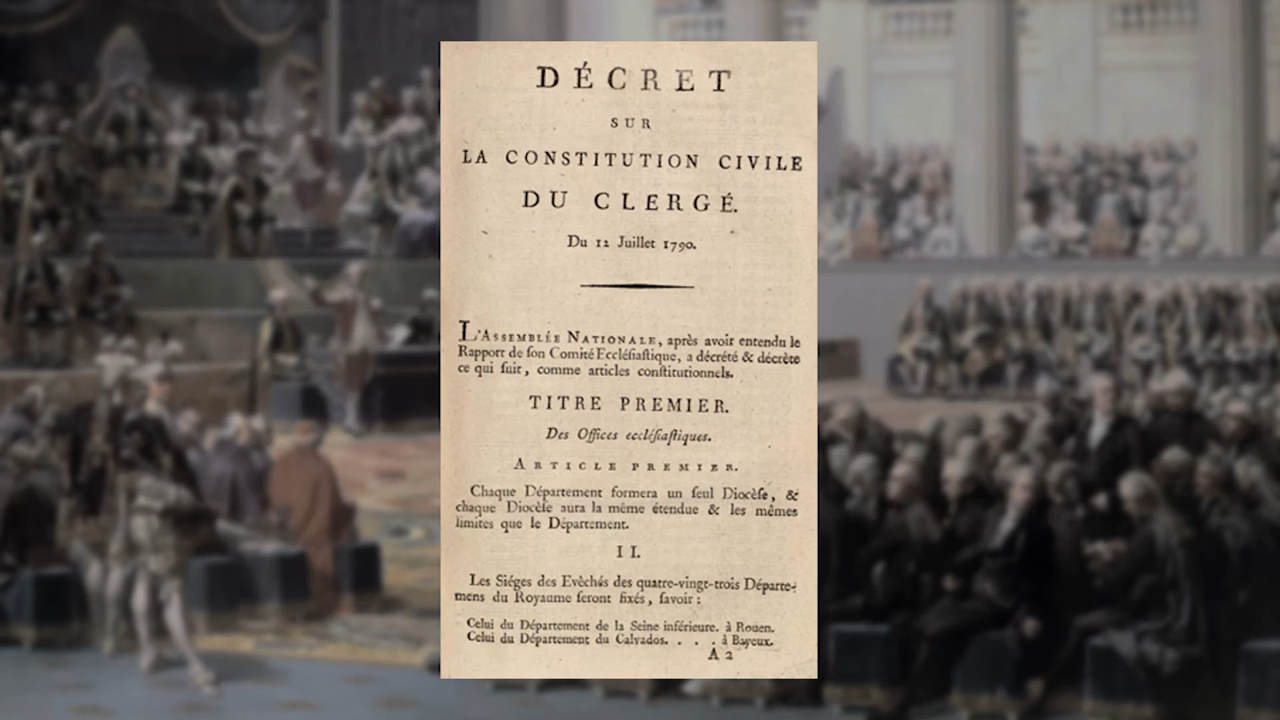 DÉCRET
SUR
LA CONSTITUTION CIVILE
DU CLERGÉ.
Du 12 Juillet 1790.
L'ASSEMBLÉE NATIONALE, après avoir entendu le
Rapport de ſon Comité Eccléſiaſtique, a décrété & décrète
ce qui ſuit, comme articles conſtitutionnels.
TITRE PREMIER.
Des Offices eccléſiaſtiques.
ARTICLE PREMIER.
Chaque Département formera un ſeul Diocèſe, &
chaque Diocèſe aura la même étendue & les mêmes
limites que le Département.
II.
Les Siéges des Evêchés des quatre-vingt-trois Départe-
mens du Royaume ſeront fixés, ſavoir :
Celui du Département de la Seine inférieure. à Rouen.
Celui du Département du Calvados. . . . à Bayeux.
A 2